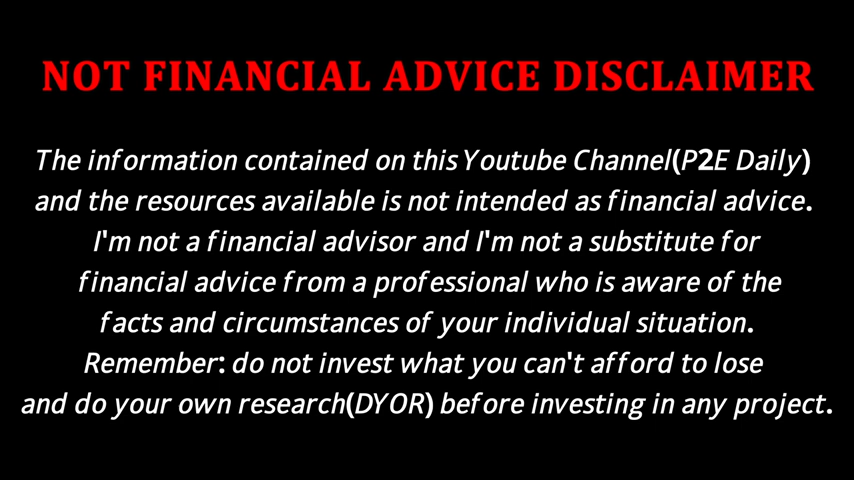 NOT FINANCIAL ADVICE DISCLAIMER
The information contained on this Youtube Channel(P2E Daily)
and the resources available is not intended as financial advice.
I'm not a financial advisor and I'm not a substitute for
financial advice from a professional who is aware of the
facts and circumstances of your individual situation.
Remember: do not invest what you can't afford to lose
and do your own research(DYOR) before investing in any project.